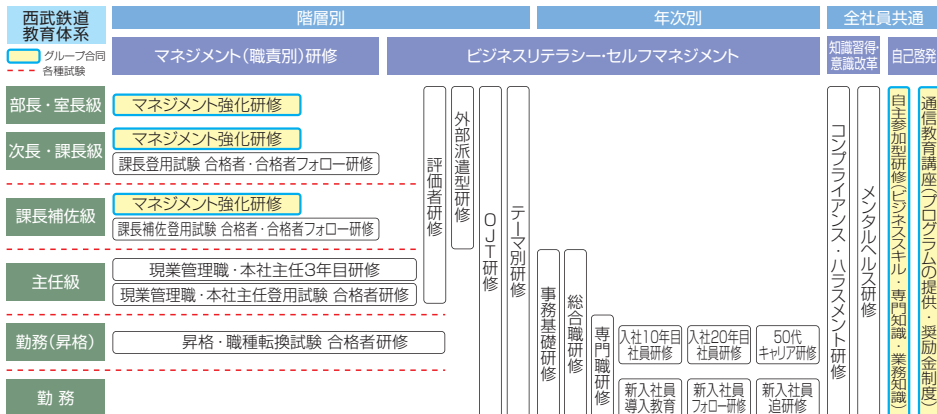 西武鉄道
教育体系
グループ合同
各種試験
階層別
年次別
全社員共通
マネジメント(職責別)研修
ビジネスリテラシー・セルフマネジメント
知識習得・
意識改革
自己啓発
部長・室長級
マネジメント強化研修
次長・課長級
マネジメント強化研修
課長登用試験 合格者・合格者フォロー研修
課長補佐級
マネジメント強化研修
課長補佐登用試験 合格者・合格者フォロー研修
主任級
現業管理職・本社主任3年目研修
現業管理職・本社主任登用試験 合格者研修
勤務(昇格)
昇格・職種転換試験 合格者研修
勤 務
評価者研修
外部派遣型研修
OJT研修
テーマ別研修
事務基礎研修
総合職研修
専門職研修
入社10年目
社員研修
入社20年目
社員研修
50代
キャリア研修
新入社員
導入教育
新入社員
フォロー研修
新入社員
追研修
コンプライアンス・ハラスメント研修
メンタルヘルス研修
自主参加型研修(ビジネススキル・専門知識・業務知識)
通信教育講座(プログラムの提供・奨励金制度)